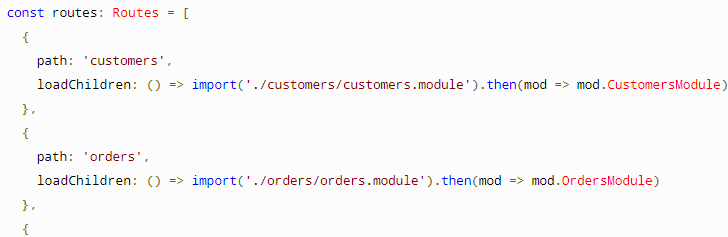 const routes: Routes = [
  {
    path: 'customers',
    loadChildren: () => import('./customers/customers.module').then(mod => mod.CustomersModule)
  },
  {
    path: 'orders',
    loadChildren: () => import('./orders/orders.module').then(mod => mod.OrdersModule)
  },
  {